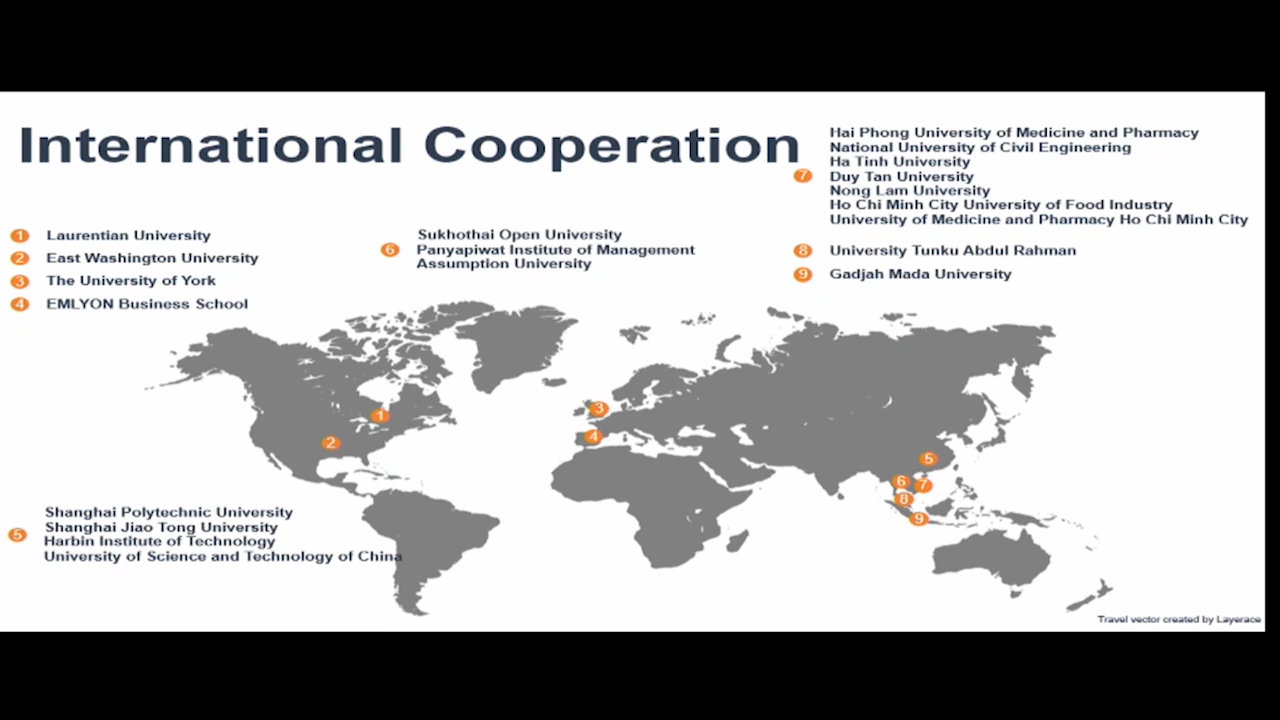 International Cooperation
1 Laurentian University
2 East Washington University
3 The University of York
4 EMLYON Business School
6
Sukhothai Open University
Panyapiwat Institute of Management
Assumption University
7
Hai Phong University of Medicine and Pharmacy
National University of Civil Engineering
Ha Tinh University
Duy Tan University
Nong Lam University
Ho Chi Minh City University of Food Industry
University of Medicine and Pharmacy Ho Chi Minh City
8 University Tunku Abdul Rahman
9 Gadjah Mada University
1
2
3
4
5
6
7
8
9
5
Shanghai Polytechnic University
Shanghai Jiao Tong University
Harbin Institute of Technology
University of Science and Technology of China
Travel vector created by Layerace